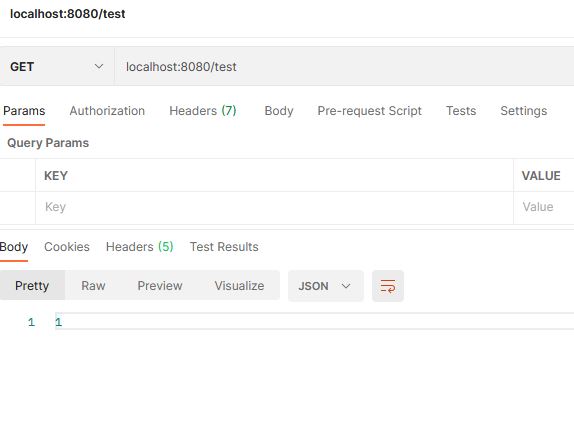 localhost:8080/test
GET localhost:8080/test
Params Authorization Headers (7) Body Pre-request Script Tests Settings
Query Params
KEY VALUE
Key Value
Body Cookies Headers (5) Test Results
Pretty Raw Preview Visualize JSON
1 1